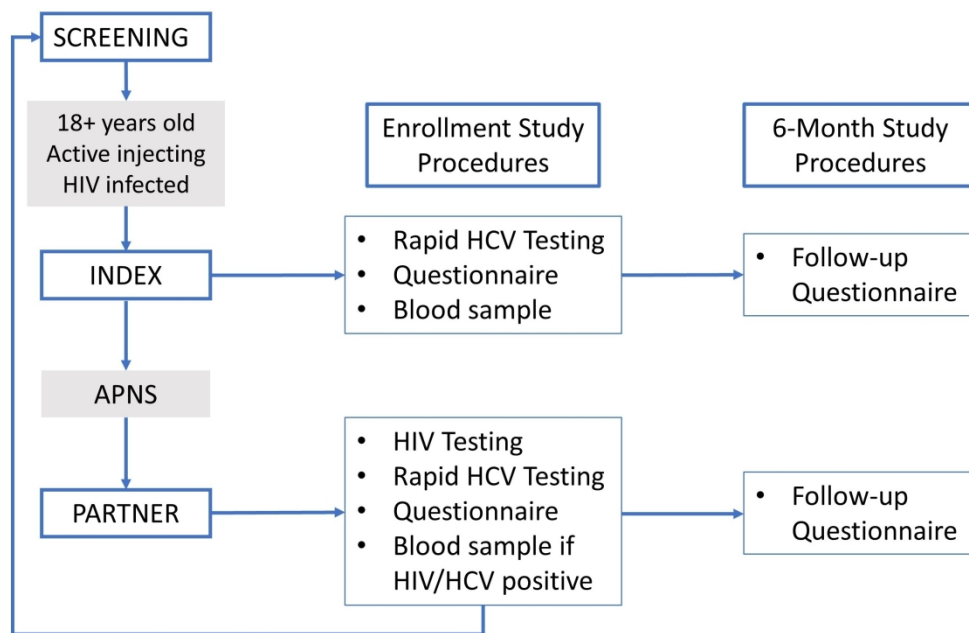 SCREENING
18+ years old
Active injecting
HIV infected
Enrollment Study
Procedures
6-Month Study
Procedures
INDEX
• Rapid HCV Testing
• Questionnaire
• Blood sample
• Follow-up
Questionnaire
APNS
PARTNER
• HIV Testing
• Rapid HCV Testing
• Questionnaire
• Blood sample if
HIV/HCV positive
• Follow-up
Questionnaire